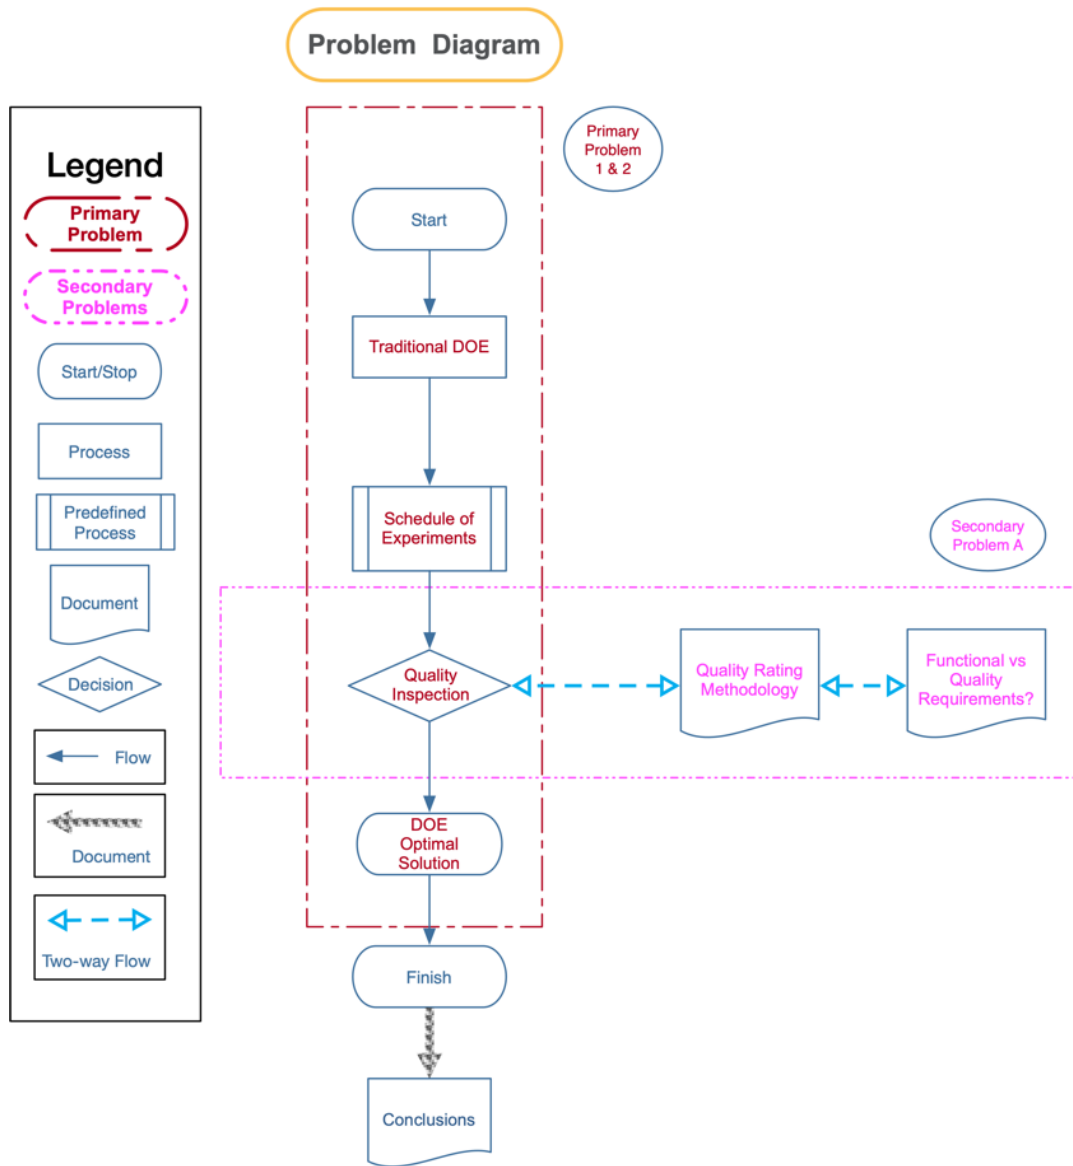 Problem Diagram
Primary
Problem
1 & 2
Legend
Primary
Problem
Secondary
Problems
Start/Stop
Process
Predefined
Process
Document
Decision
Flow
Document
Two-way Flow
Start
Traditional DOE
Schedule of
Experiments
Secondary
Problem A
Quality
Inspection
Quality Rating
Methodology
Functional vs
Quality
Requirements?
DOE
Optimal
Solution
Finish
Conclusions